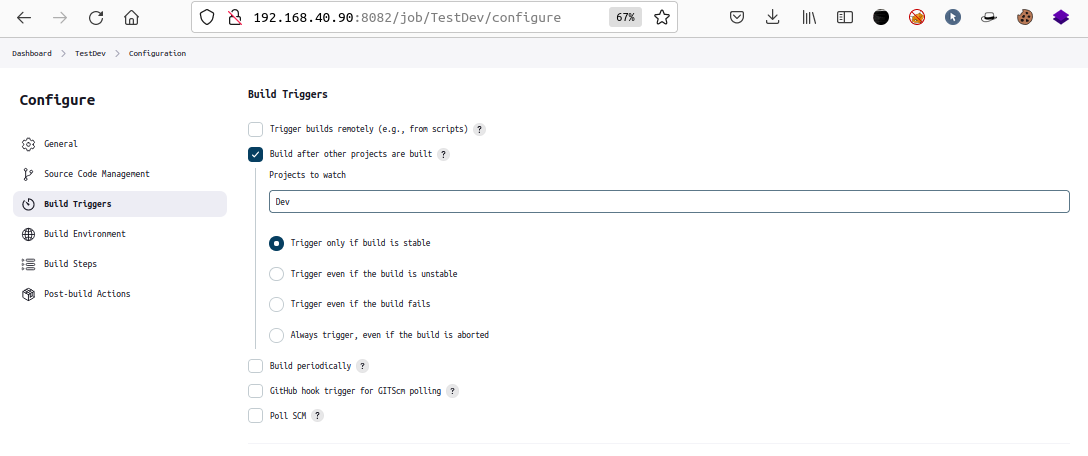 192.168.40.90:8082/job/TestDev/configure 67%
Dashboard > TestDev > Configuration
Configure
General
Source Code Management
Build Triggers
Build Environment
Build Steps
Post-build Actions
Build Triggers
Trigger builds remotely (e.g., from scripts) ?
Build after other projects are built ?
Projects to watch
Dev
Trigger only if build is stable
Trigger even if the build is unstable
Trigger even if the build fails
Always trigger, even if the build is aborted
Build periodically ?
GitHub hook trigger for GITScm polling ?
Poll SCM ?